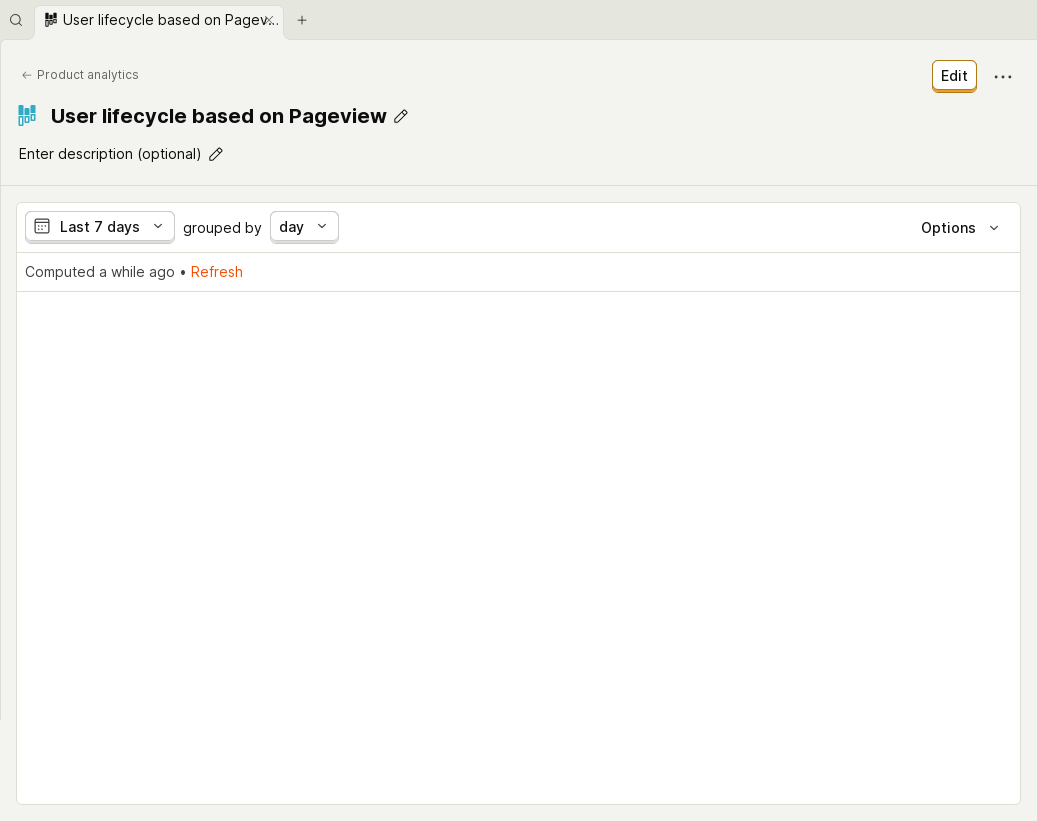 User lifecycle based on Pagev...
Product analytics
Edit
User lifecycle based on Pageview
Enter description (optional)
Last 7 days grouped by day Options
Computed a while ago • Refresh